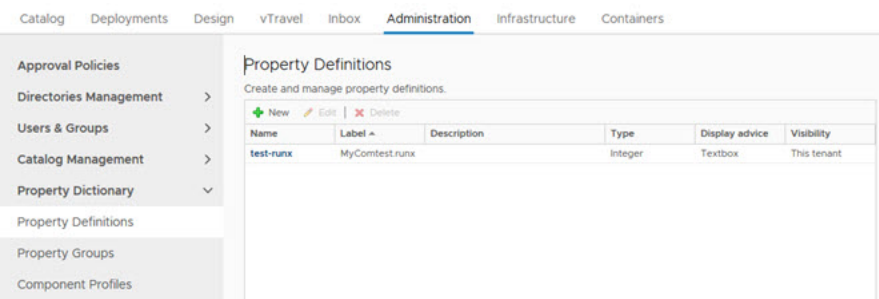 Catalog Deployments Design vTravel Inbox Administration Infrastructure Containers
Approval Policies
Directories Management
Users & Groups
Catalog Management
Property Dictionary
Property Definitions
Property Groups
Component Profiles
Property Definitions
Create and manage property definitions.
New Edit Delete
Name Label Description Type Display advice Visibility
test-runx MyComtest.runx Integer Textbox This tenant